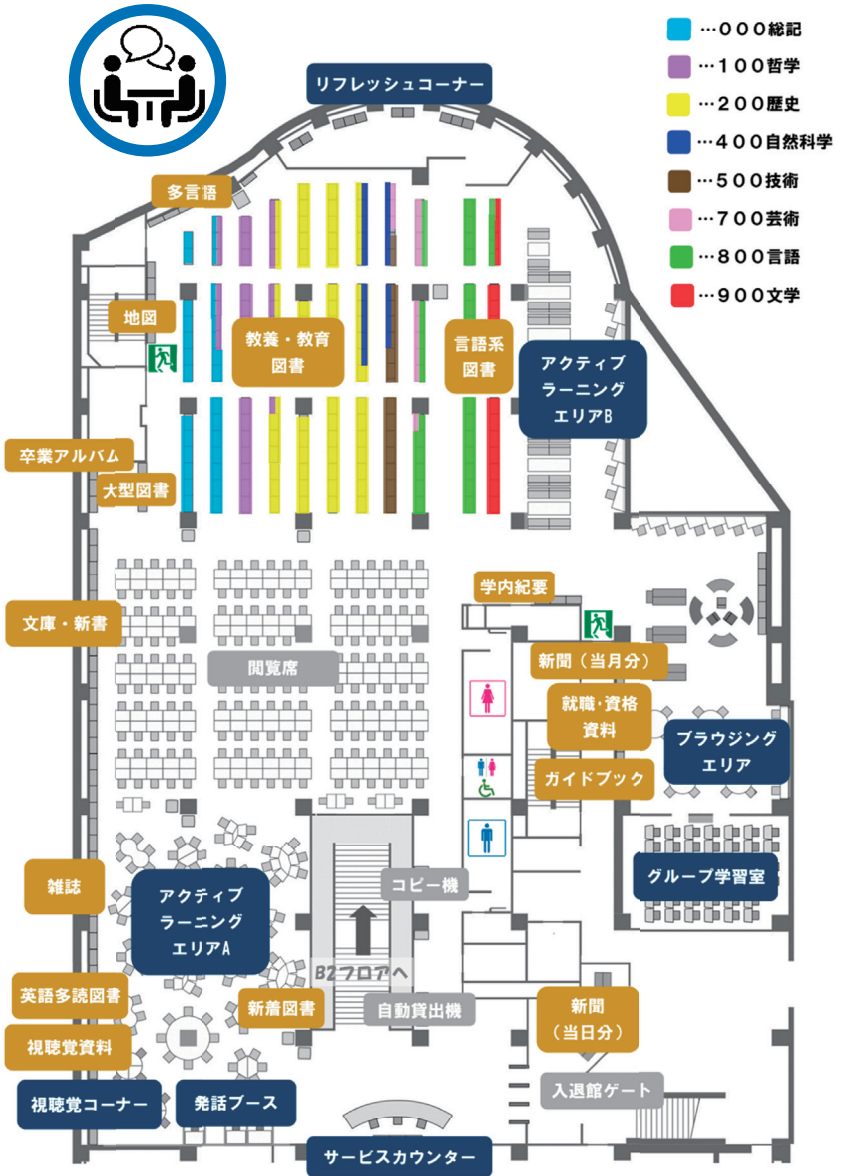 …０００総記
…１００哲学
…２００歴史
…４００自然科学
…５００技術
…７００芸術
…８００言語
…９００文学
リフレッシュコーナー
多言語
地図
教養・教育
図書
言語系
図書
アクティブ
ラーニング
エリアB
卒業アルバム
大型図書
学内紀要
文庫・新書
閲覧席
新聞（当月分）
就職・資格
資料
ガイドブック
ブラウジング
エリア
雑誌
アクティブ
ラーニング
エリアA
コピー機
グループ学習室
B2フロアへ
英語多読図書
新着図書
自動貸出機
新聞
（当日分）
視聴覚資料
視聴覚コーナー
発話ブース
入退館ゲート
サービスカウンター